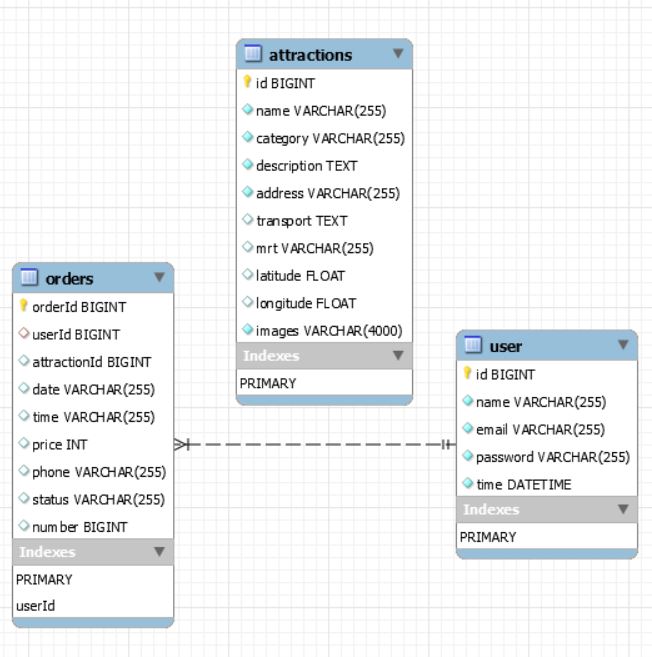 attractions
id BIGINT
name VARCHAR(255)
category VARCHAR(255)
description TEXT
address VARCHAR(255)
transport TEXT
mrt VARCHAR(255)
latitude FLOAT
longitude FLOAT
images VARCHAR(4000)
Indexes
PRIMARY
orders
orderId BIGINT
userId BIGINT
attractionId BIGINT
date VARCHAR(255)
time VARCHAR(255)
price INT
phone VARCHAR(255)
status VARCHAR(255)
number BIGINT
Indexes
PRIMARY
userId
user
id BIGINT
name VARCHAR(255)
email VARCHAR(255)
password VARCHAR(255)
time DATETIME
Indexes
PRIMARY